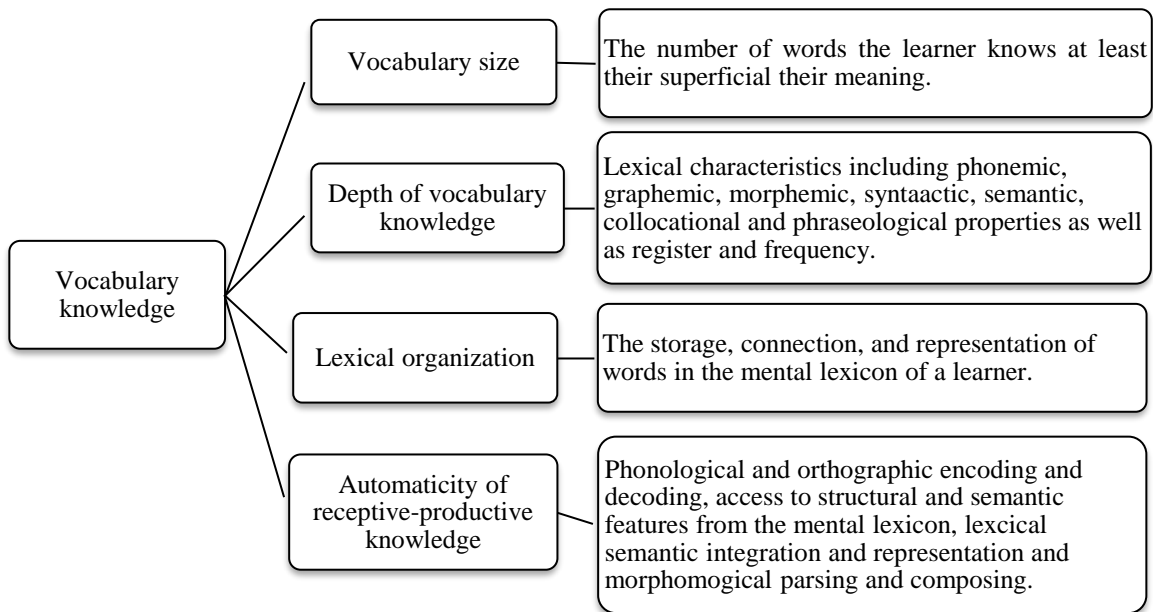 Vocabulary
knowledge
Vocabulary size
The number of words the learner knows at least
their superficial their meaning.
Depth of vocabulary
knowledge
Lexical characteristics including phonemic,
graphemic, morphemic, syntaactic, semantic,
collocational and phraseological properties as well
as register and frequency.
Lexical organization
The storage, connection, and representation of
words in the mental lexicon of a learner.
Automaticity of
receptive-productive
knowledge
Phonological and orthographic encoding and
decoding, access to structural and semantic
features from the mental lexicon, lexcical
semantic integration and representation and
morphomogical parsing and composing.